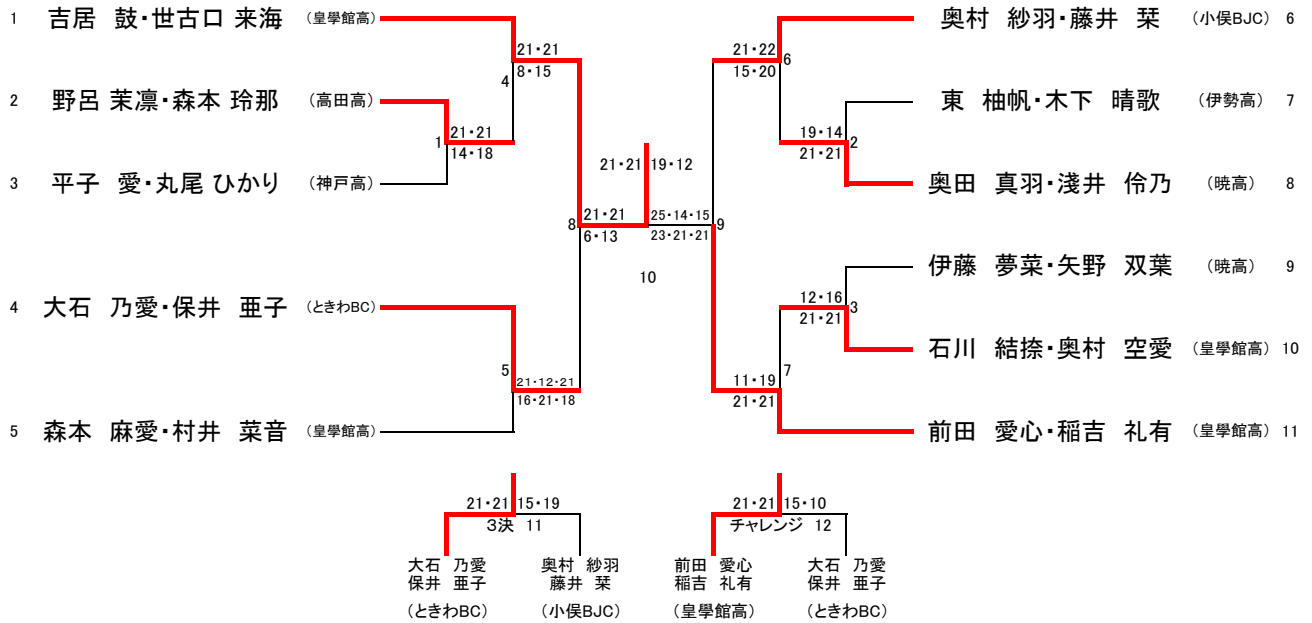 1 吉居 鼓・世古口 来海 (皇學館高)
2 野呂 茉凛・森本 玲那 (高田高)
3 平子 愛・丸尾 ひかり (神戸高)
4 大石 乃愛・保井 亜子 (ときわBC)
5 森本 麻愛・村井 菜音 (皇學館高)
21・21
4 8・15
21・21
1 14・18
21・21
8 6・13
5 21・12・21
16・21・18
21・21 19・12
25・14・15
23・21・21 9
10
奥村 紗羽・藤井 栞 (小俣BJC) 6
東 柚帆・木下 晴歌 (伊勢高) 7
奥田 真羽・淺井 伶乃 (暁高) 8
伊藤 夢菜・矢野 双葉 (暁高) 9
石川 結捺・奥村 空愛 (皇學館高) 10
前田 愛心・稲吉 礼有 (皇學館高) 11
21・22
15・20 6
19・14
21・21 2
12・16
21・21 3
11・19 7
21・21
21・21 15・19
3決 11
大石 乃愛 奥村 紗羽
保井 亜子 藤井 栞
(ときわBC) (小俣BJC)
21・21 15・10
チャレンジ 12
前田 愛心 大石 乃愛
稲吉 礼有 保井 亜子
(皇學館高) (ときわBC)